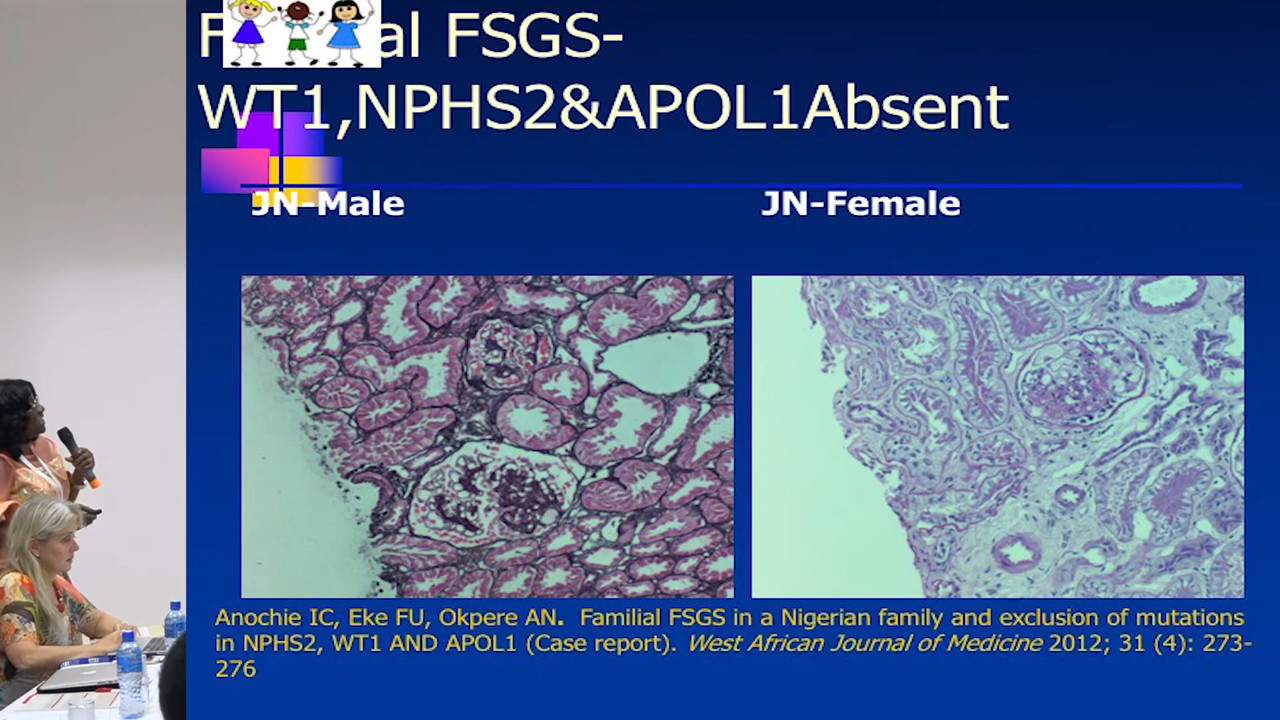 F al FSGS-
WT1,NPHS2&APOL1Absent
JN-Male
JN-Female
Anochie IC, Eke FU, Okpere AN. Familial FSGS in a Nigerian family and exclusion of mutations
in NPHS2, WT1 AND APOL1 (Case report). West African Journal of Medicine 2012; 31 (4): 273-
276